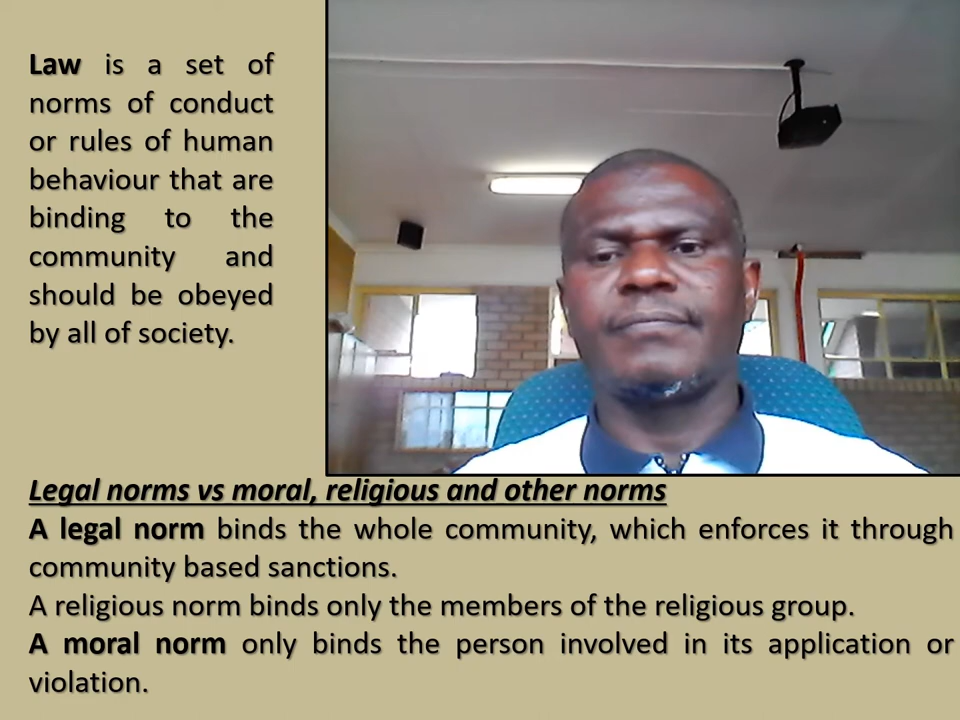 Law is a set of
norms of conduct
or rules of human
behaviour that are
binding to the
community and
should be obeyed
by all of society.
Legal norms vs moral, religious and other norms
A legal norm binds the whole community, which enforces it through
community based sanctions.
A religious norm binds only the members of the religious group.
A moral norm only binds the person involved in its application or
violation.